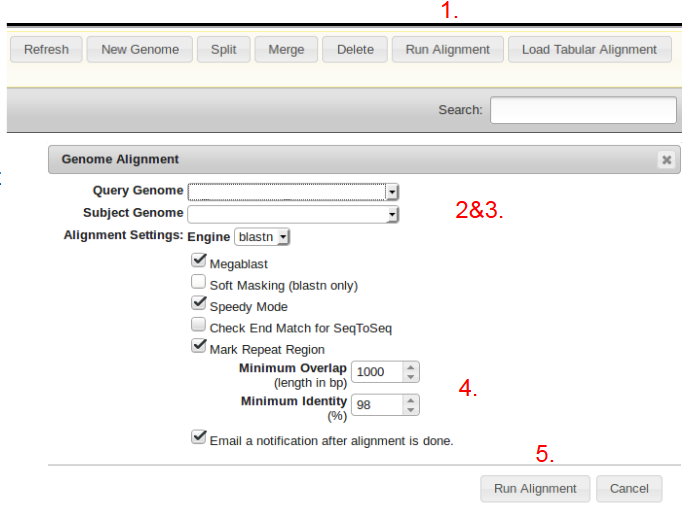 1.
Refresh New Genome Split Merge Delete Run Alignment Load Tabular Alignment
Search:
Genome Alignment
Query Genome
2&3.
Subject Genome
Alignment Settings: Engine blastn
Megablast
Soft Masking (blastn only)
Speedy Mode
Check End Match for SeqToSeq
Mark Repeat Region
Minimum Overlap 1000
(length in bp)
4.
Minimum Identity 98
(%)
Email a notification after alignment is done.
5.
Run Alignment Cancel